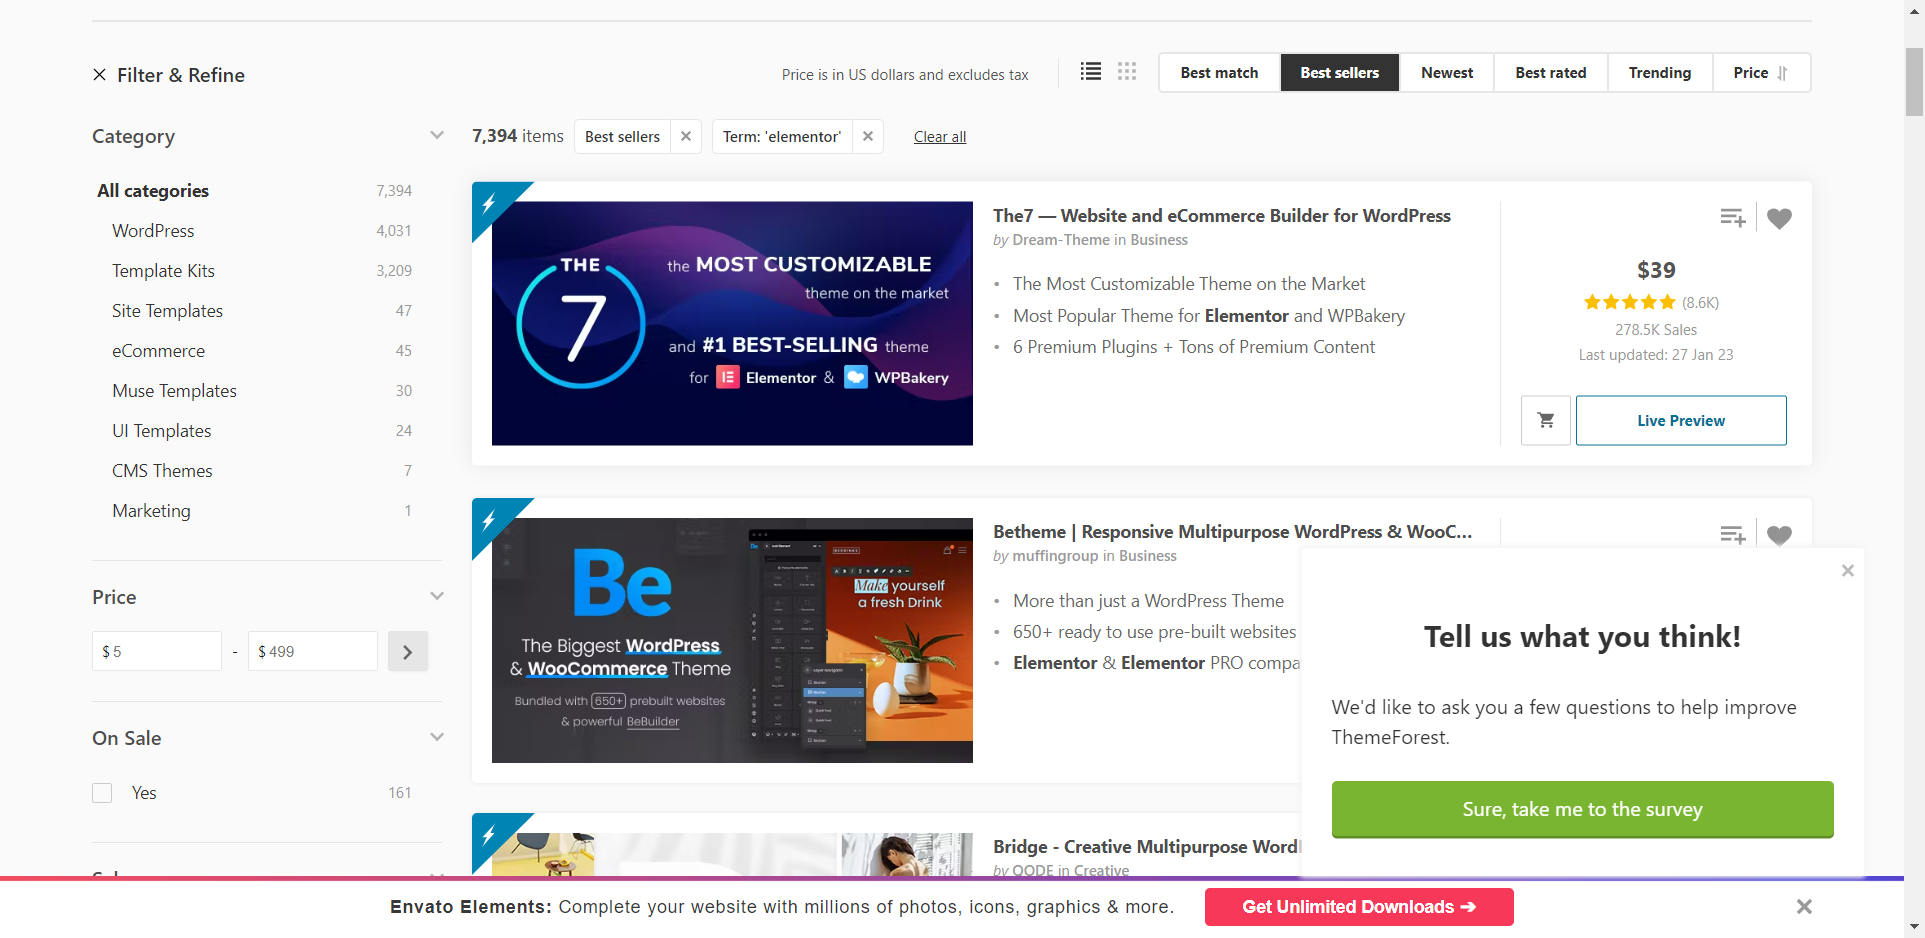 Filter & Refine
Price is in US dollars and excludes tax
Best match
Best sellers
Newest
Best rated
Trending
Price
Category
7,394 items
Best sellers
Term: 'elementor'
Clear all
All categories 7,394
WordPress 4,031
Template Kits 3,209
Site Templates 47
eCommerce 45
Muse Templates 30
UI Templates 24
CMS Themes 7
Marketing 1
Price
$ 5 - $ 499
On Sale
Yes 161
THE
7
the MOST CUSTOMIZABLE
theme on the market
and #1 BEST-SELLING theme
for Elementor & WPBakery
The7 — Website and eCommerce Builder for WordPress
by Dream-Theme in Business
• The Most Customizable Theme on the Market
• Most Popular Theme for Elementor and WPBakery
• 6 Premium Plugins + Tons of Premium Content
$39
(8.6K)
278.5K Sales
Last updated: 27 Jan 23
Live Preview
Be
The Biggest WordPress
& WooCommerce Theme
Bundled with 650+ prebuilt websites
& powerful BeBuilder
Make yourself
a fresh Drink
Betheme | Responsive Multipurpose WordPress & WooC...
by muffingroup in Business
• More than just a WordPress Theme
• 650+ ready to use pre-built websites
• Elementor & Elementor PRO compa
Bridge - Creative Multipurpose Word
by QODE in Creative
Tell us what you think!
We'd like to ask you a few questions to help improve
ThemeForest.
Sure, take me to the survey
Envato Elements: Complete your website with millions of photos, icons, graphics & more.
Get Unlimited Downloads ➔